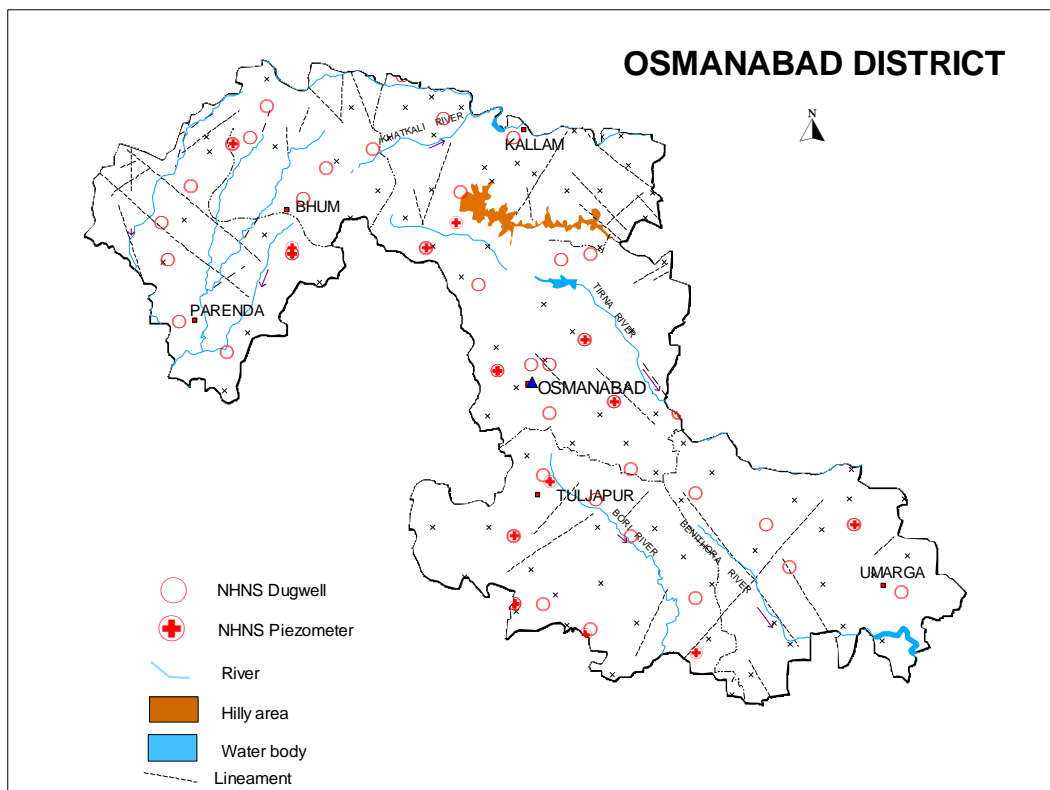 OSMANABAD DISTRICT
N
KHATKALI RIVER
KALLAM
BHUM
TIRNA RIVER
PARENDA
OSMANABAD
TULJAPUR
BORI RIVER
BENITHORA RIVER
UMARGA
NHNS Dugwell
NHNS Piezometer
River
Hilly area
Water body
Lineament